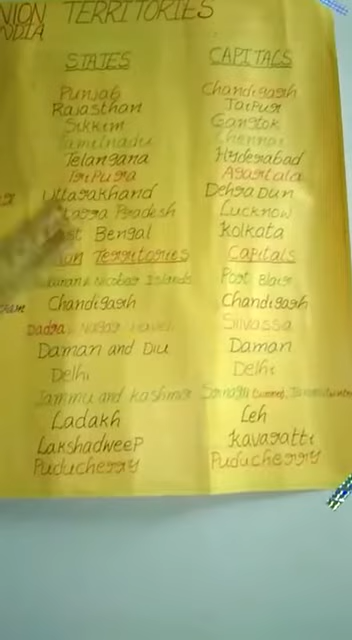 NION TERRITORIES
NDIA
STATES CAPITALS
Punjab Chandigarh
Rajasthan Jaipur
Sikkim Gangtok
Tamilnadu Chennai
Telangana Hyderabad
Tripura Agartala
Uttarakhand Dehra Dun
Pradesh Lucknow
Bengal Kolkata
Territories Capitals
Nicobar Islands Port Blair
Chandigarh Chandigarh
Dadra, Nagar Haveli Silvassa
Daman and Diu Daman
Delhi Delhi
Jammu and Kashmir
Ladakh Leh
Lakshadweep Kavaratti
Puducherry Puducherry